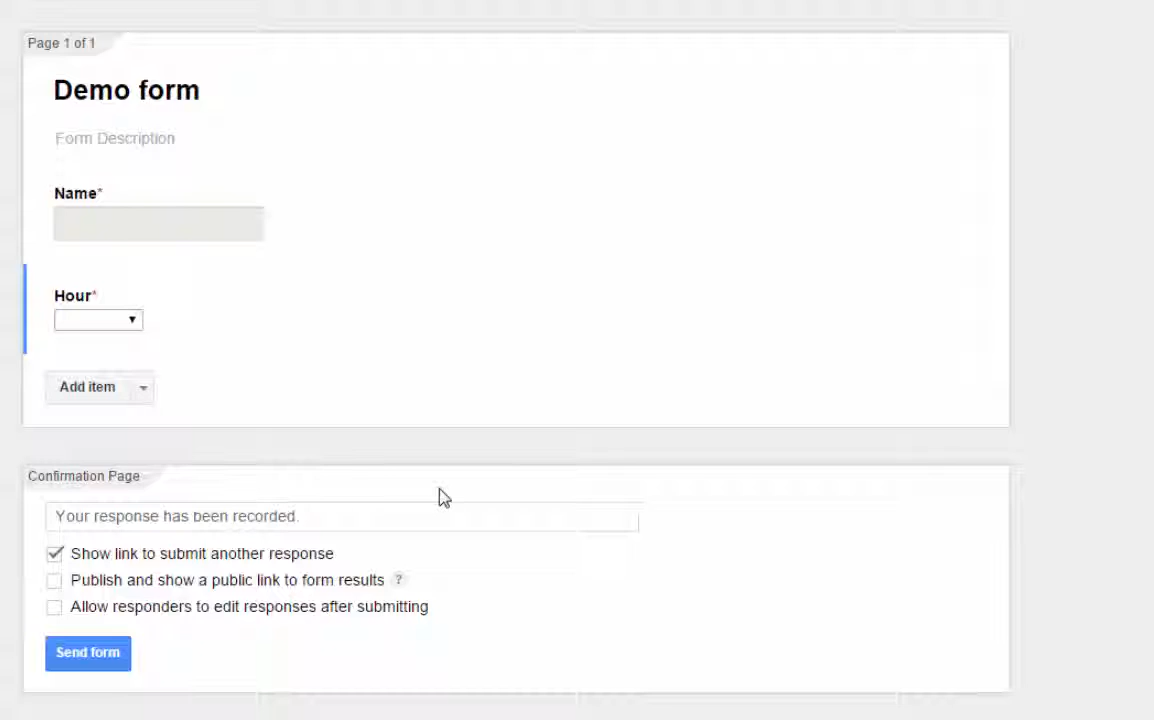 Page 1 of 1
Demo form
Form Description
Name*
Hour*
Add item
Confirmation Page
Your response has been recorded.
Show link to submit another response
Publish and show a public link to form results ?
Allow responders to edit responses after submitting
Send form